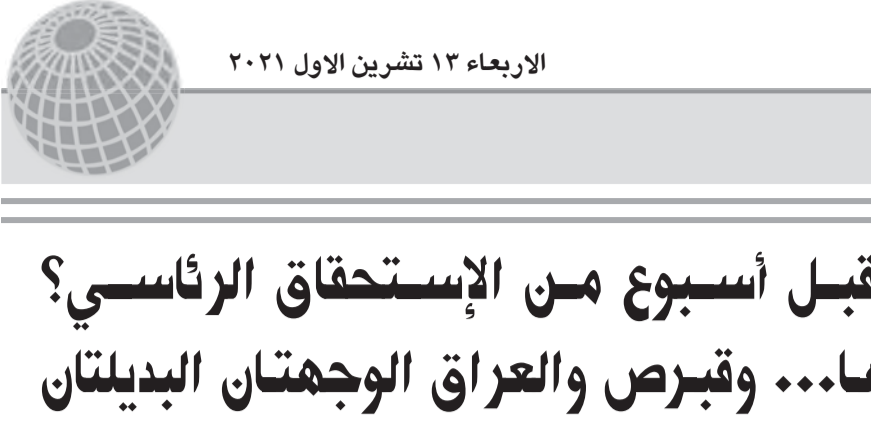 الاربعاء ١٣ تشرين الاول ٢٠٢١
قبل أسبوع من الإستحقاق الرئاسي؟
... وقبرص والعراق الوجهتان البديلتان